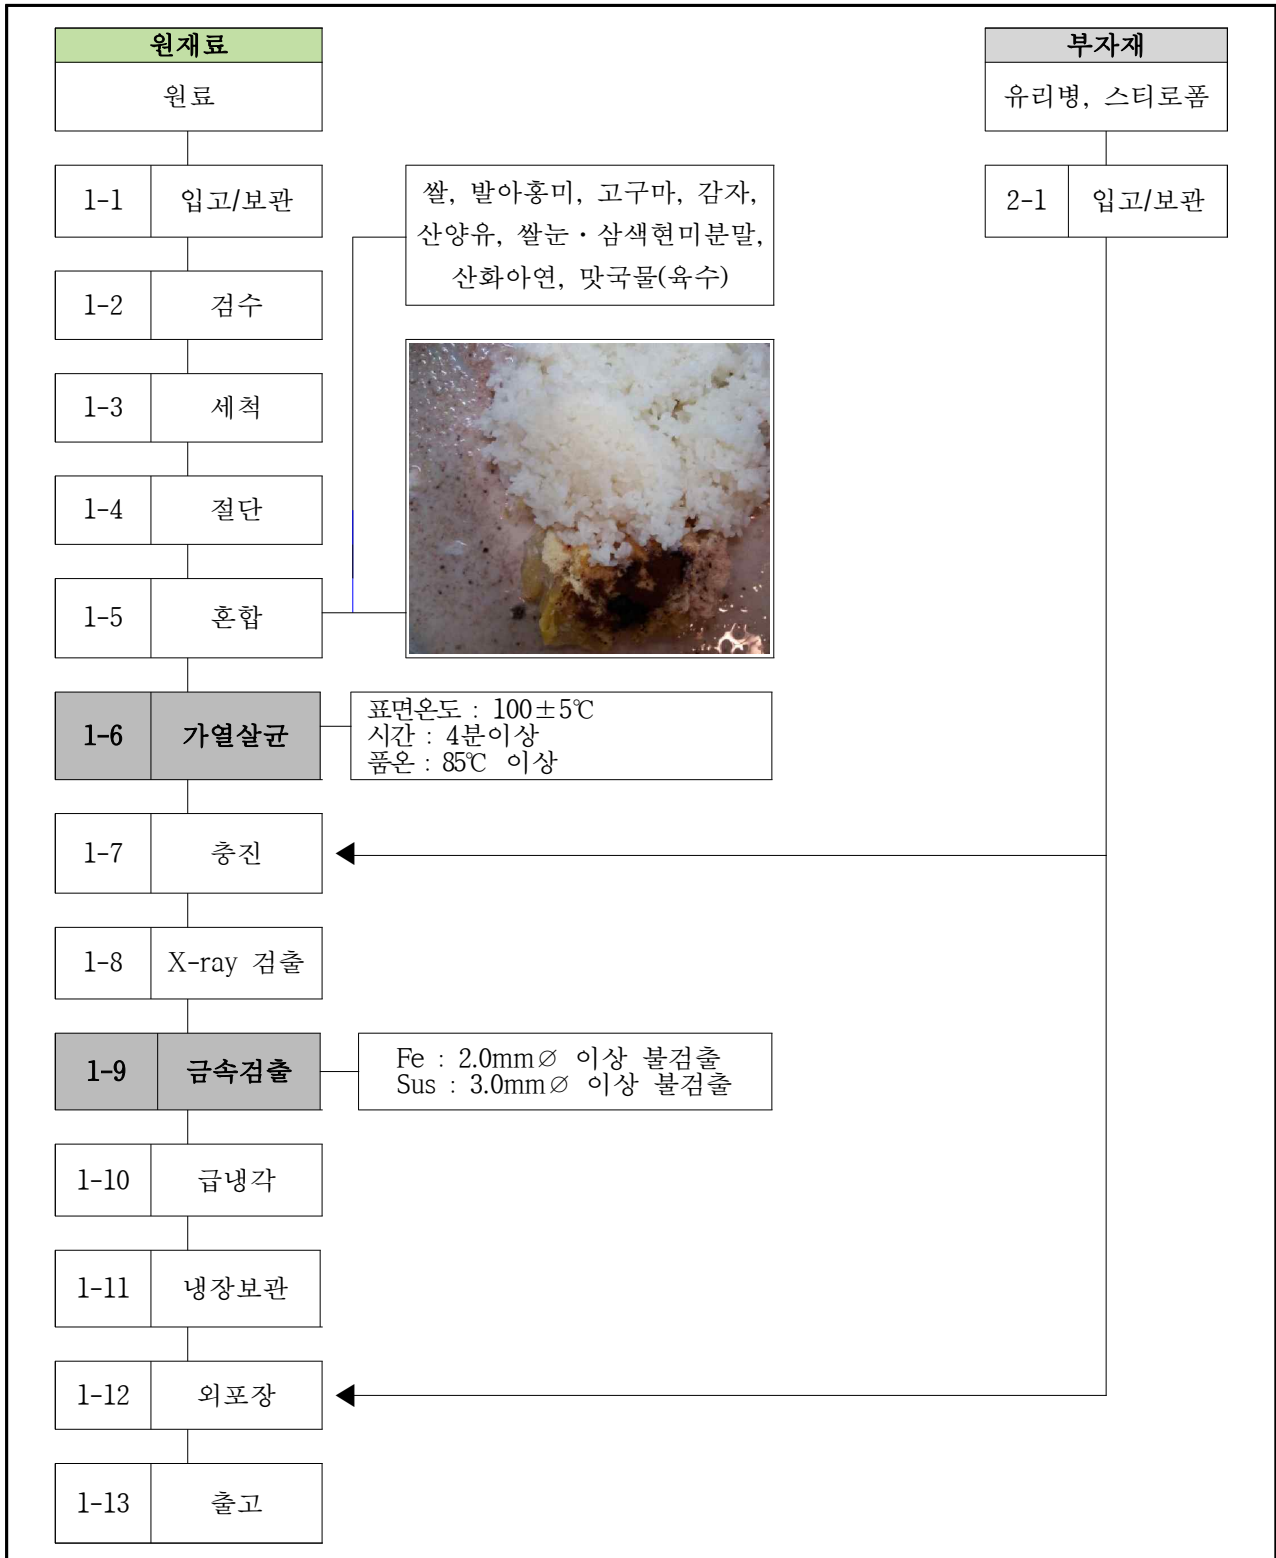 원재료
원료
부자재
유리병, 스티로폼
1-1 입고/보관
쌀, 발아홍미, 고구마, 감자,
산양유, 쌀눈·삼색현미분말,
산화아연, 맛국물(육수)
2-1 입고/보관
1-2 검수
1-3 세척
1-4 절단
1-5 혼합
1-6 가열살균
표면온도 : 100±5℃
시간 : 4분이상
품온 : 85℃ 이상
1-7 충진
1-8 X-ray 검출
1-9 금속검출
Fe : 2.0mm∅ 이상 불검출
Sus : 3.0mm∅ 이상 불검출
1-10 급냉각
1-11 냉장보관
1-12 외포장
1-13 출고